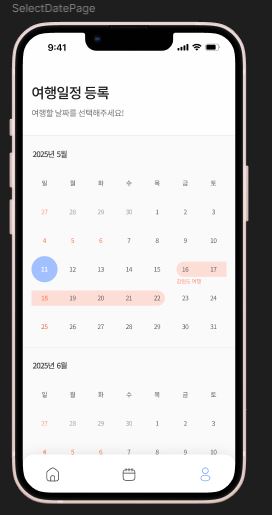 SelectDatePage
9:41
여행일정 등록
여행할 날짜를 선택해주세요!
2025년 5월
일 월 화 수 목 금 토
27 28 29 30 1 2 3
4 5 6 7 8 9 10
11 12 13 14 15 16 17
강원도 여행
18 19 20 21 22 23 24
25 26 27 28 29 30 31
2025년 6월
일 월 화 수 목 금 토
27 28 29 30 1 2 3
4 5 6 7 8 9 10